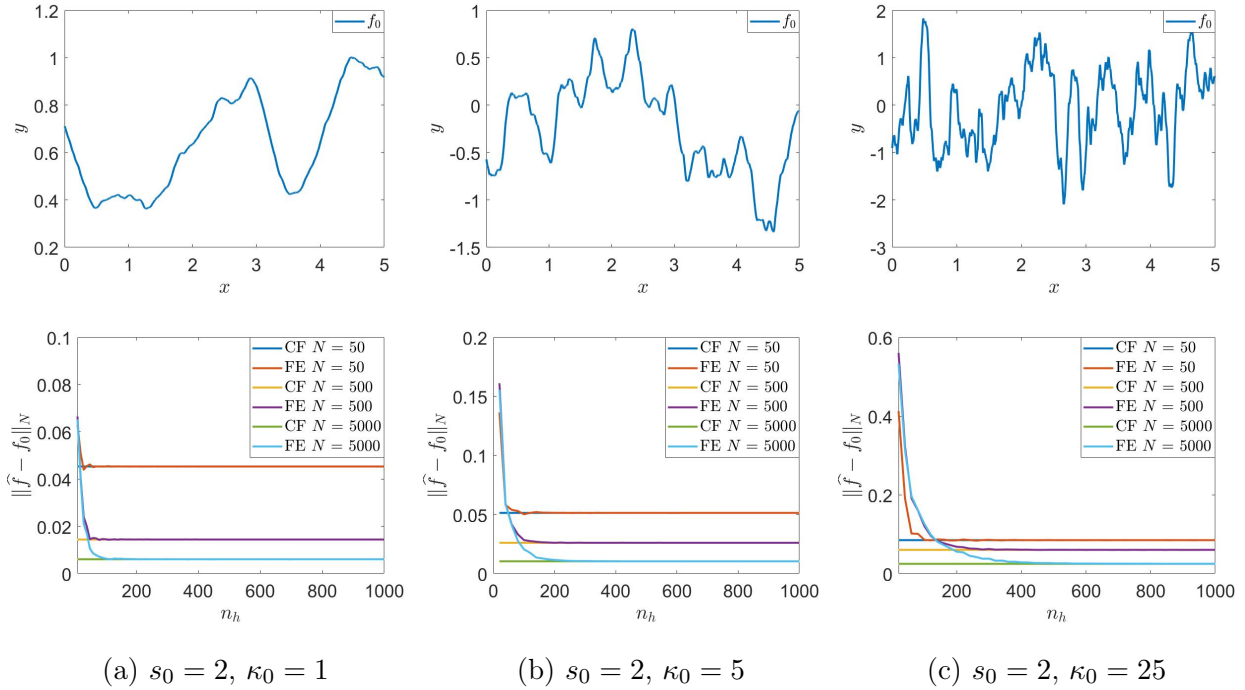 f₀
1.2
1
0.8
0.6
0.4
0.2
y
0 1 2 3 4 5
x
f₀
1
0.5
0
-0.5
-1
-1.5
y
0 1 2 3 4 5
x
f₀
2
1
0
-1
-2
-3
y
0 1 2 3 4 5
x
0.1
0.08
0.06
0.04
0.02
0
‖f̂ − f₀‖_N
CF N = 50
FE N = 50
CF N = 500
FE N = 500
CF N = 5000
FE N = 5000
200 400 600 800 1000
n_h
0.2
0.15
0.1
0.05
0
‖f̂ − f₀‖_N
CF N = 50
FE N = 50
CF N = 500
FE N = 500
CF N = 5000
FE N = 5000
0 200 400 600 800 1000
n_h
0.6
0.4
0.2
0
‖f̂ − f₀‖_N
CF N = 50
FE N = 50
CF N = 500
FE N = 500
CF N = 5000
FE N = 5000
200 400 600 800 1000
n_h
(a) s₀ = 2, κ₀ = 1
(b) s₀ = 2, κ₀ = 5
(c) s₀ = 2, κ₀ = 25